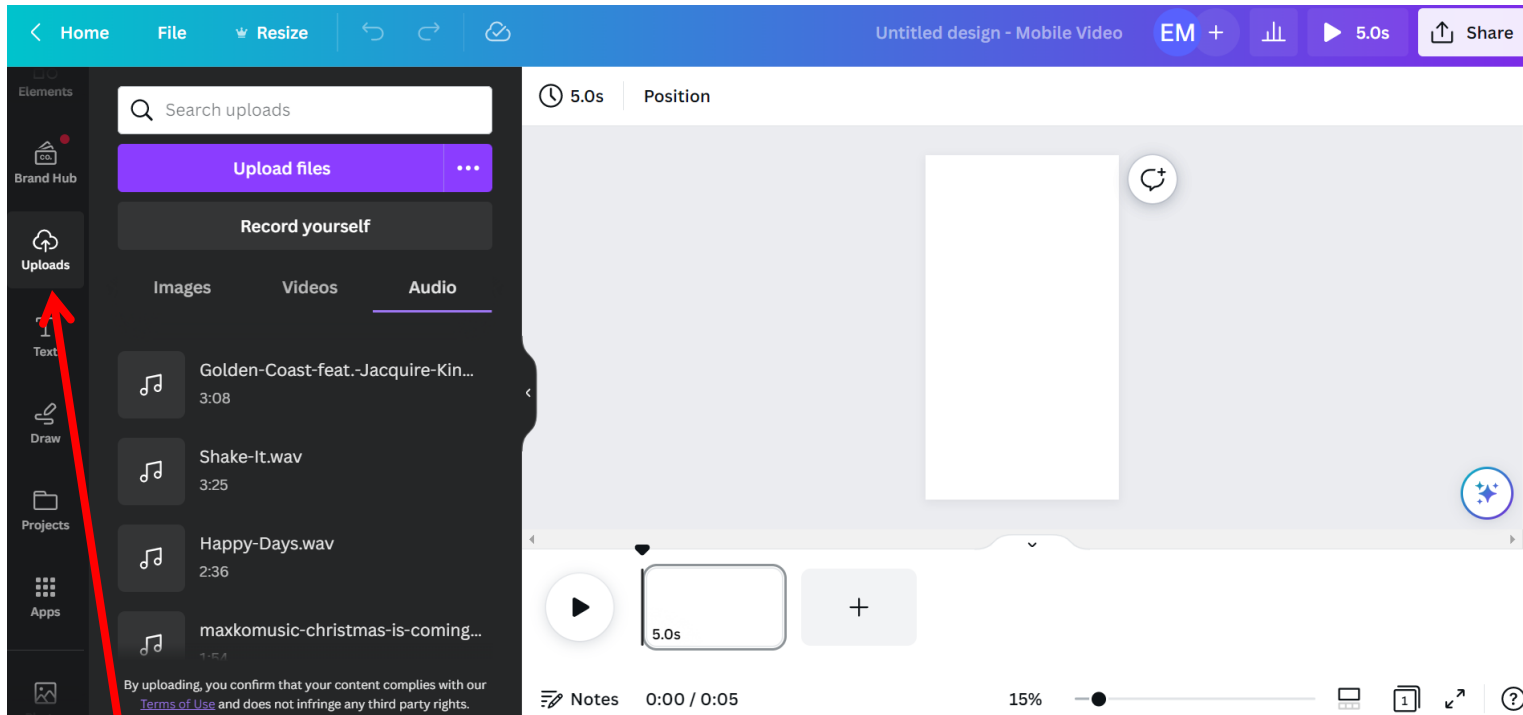 Home File Resize Untitled design - Mobile Video EM + 5.0s Share
Elements
Brand Hub
CO.
Uploads
Text
Draw
Projects
Apps
Search uploads
Upload files
Record yourself
Images Videos Audio
Golden-Coast-feat.-Jacquire-Kin...
3:08
Shake-It.wav
3:25
Happy-Days.wav
2:36
maxkomusic-christmas-is-coming...
1:54
By uploading, you confirm that your content complies with our
Terms of Use and does not infringe any third party rights.
5.0s Position
5.0s
Notes 0:00 / 0:05 15% 1 ?